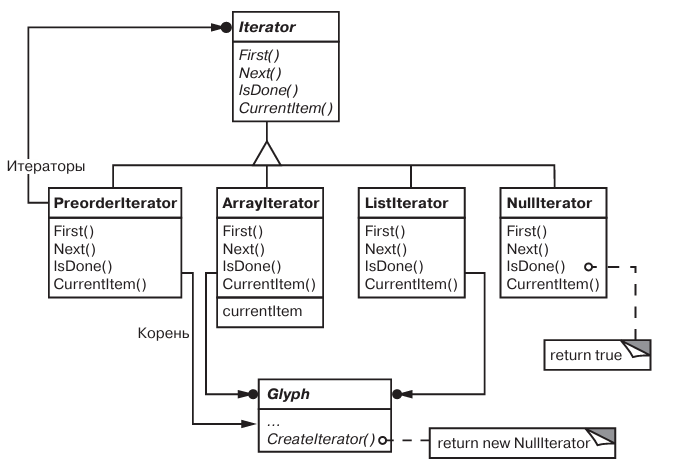 Iterator
First()
Next()
IsDone()
CurrentItem()
Итераторы
PreorderIterator
First()
Next()
IsDone()
CurrentItem()
ArrayIterator
First()
Next()
IsDone()
CurrentItem()
currentItem
ListIterator
First()
Next()
IsDone()
CurrentItem()
NullIterator
First()
Next()
IsDone()
CurrentItem()
Корень
return true
Glyph
...
CreateIterator()
return new NullIterator